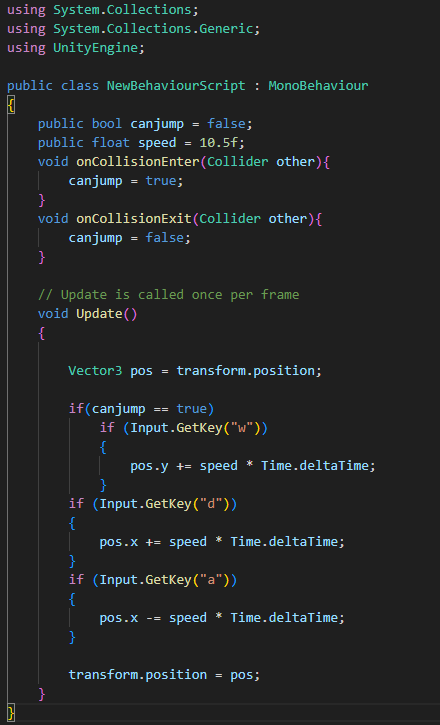 using System.Collections;
using System.Collections.Generic;
using UnityEngine;

public class NewBehaviourScript : MonoBehaviour
{
    public bool canjump = false;
    public float speed = 10.5f;
    void onCollisionEnter(Collider other){
        canjump = true;
    }
    void onCollisionExit(Collider other){
        canjump = false;
    }

    // Update is called once per frame
    void Update()
    {

        Vector3 pos = transform.position;

        if(canjump == true)
            if (Input.GetKey("w"))
            {
                pos.y += speed * Time.deltaTime;
            }
        if (Input.GetKey("d"))
        {
            pos.x += speed * Time.deltaTime;
        }
        if (Input.GetKey("a"))
        {
            pos.x -= speed * Time.deltaTime;
        }

        transform.position = pos;
    }
}